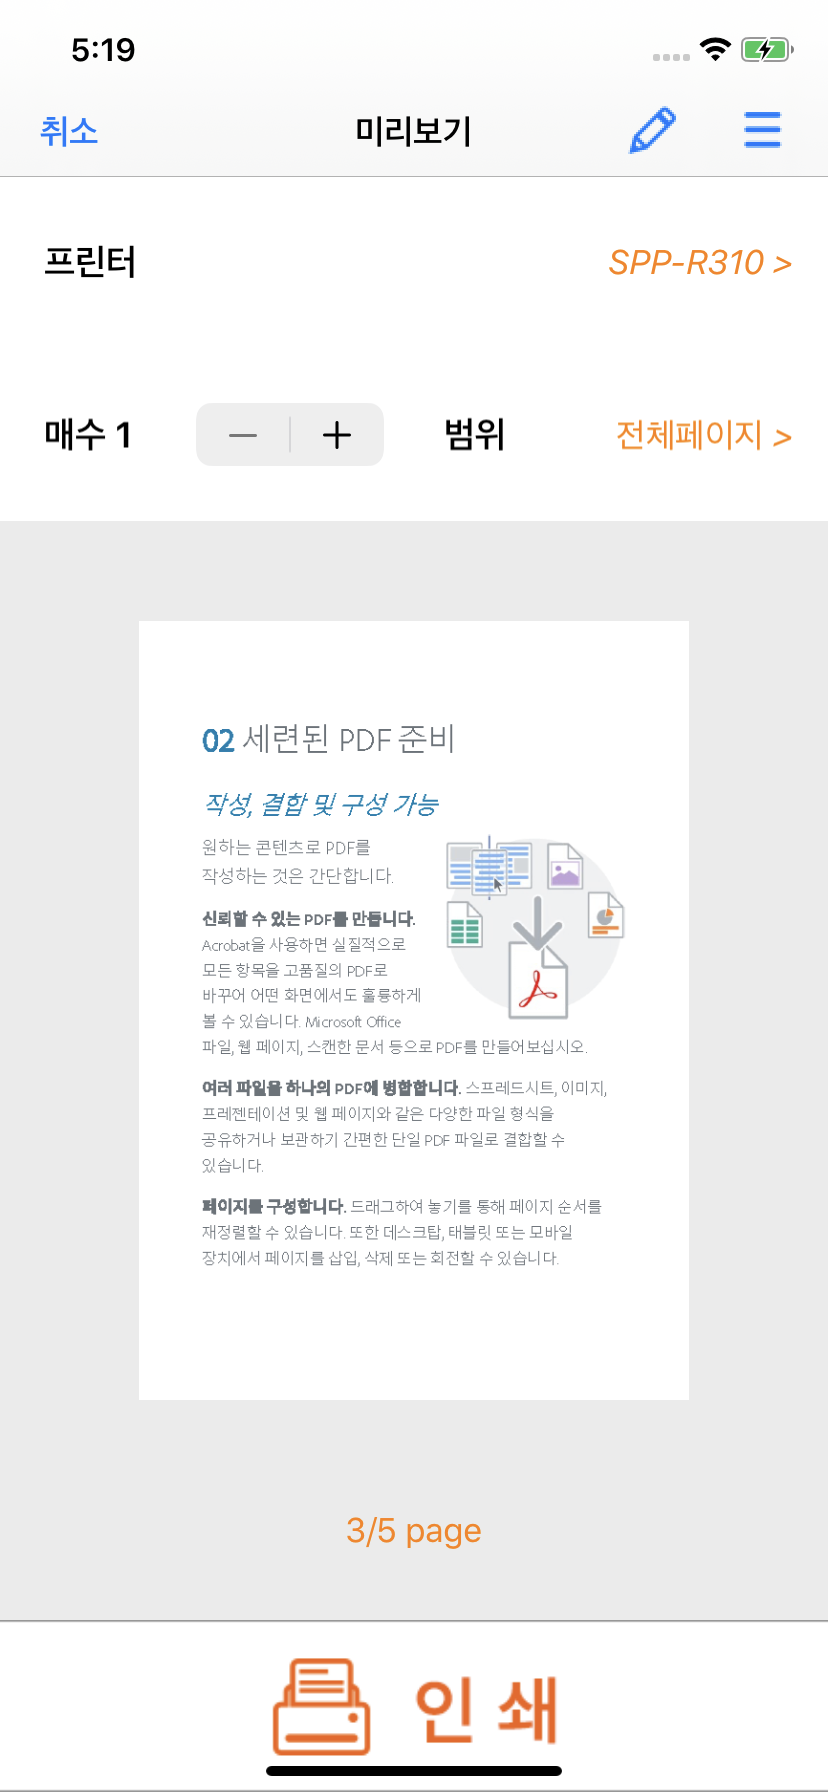 5:19
취소 미리보기
프린터 SPP-R310 >
매수 1 범위 전체페이지 >
02 세련된 PDF 준비
작성, 결합 및 구성 가능
원하는 콘텐츠로 PDF를
작성하는 것은 간단합니다.
신뢰할 수 있는 PDF를 만듭니다.
Acrobat을 사용하면 실질적으로
모든 항목을 고품질의 PDF로
바꾸어 어떤 화면에서도 훌륭하게
볼 수 있습니다. Microsoft Office
파일, 웹 페이지, 스캔한 문서 등으로 PDF를 만들어보십시오.
여러 파일을 하나의 PDF에 병합합니다. 스프레드시트, 이미지,
프레젠테이션 및 웹 페이지와 같은 다양한 파일 형식을
공유하거나 보관하기 간편한 단일 PDF 파일로 결합할 수
있습니다.
페이지를 구성합니다. 드래그하여 놓기를 통해 페이지 순서를
재정렬할 수 있습니다. 또한 데스크탑, 태블릿 또는 모바일
장치에서 페이지를 삽입, 삭제 또는 회전할 수 있습니다.
3/5 page
인 쇄